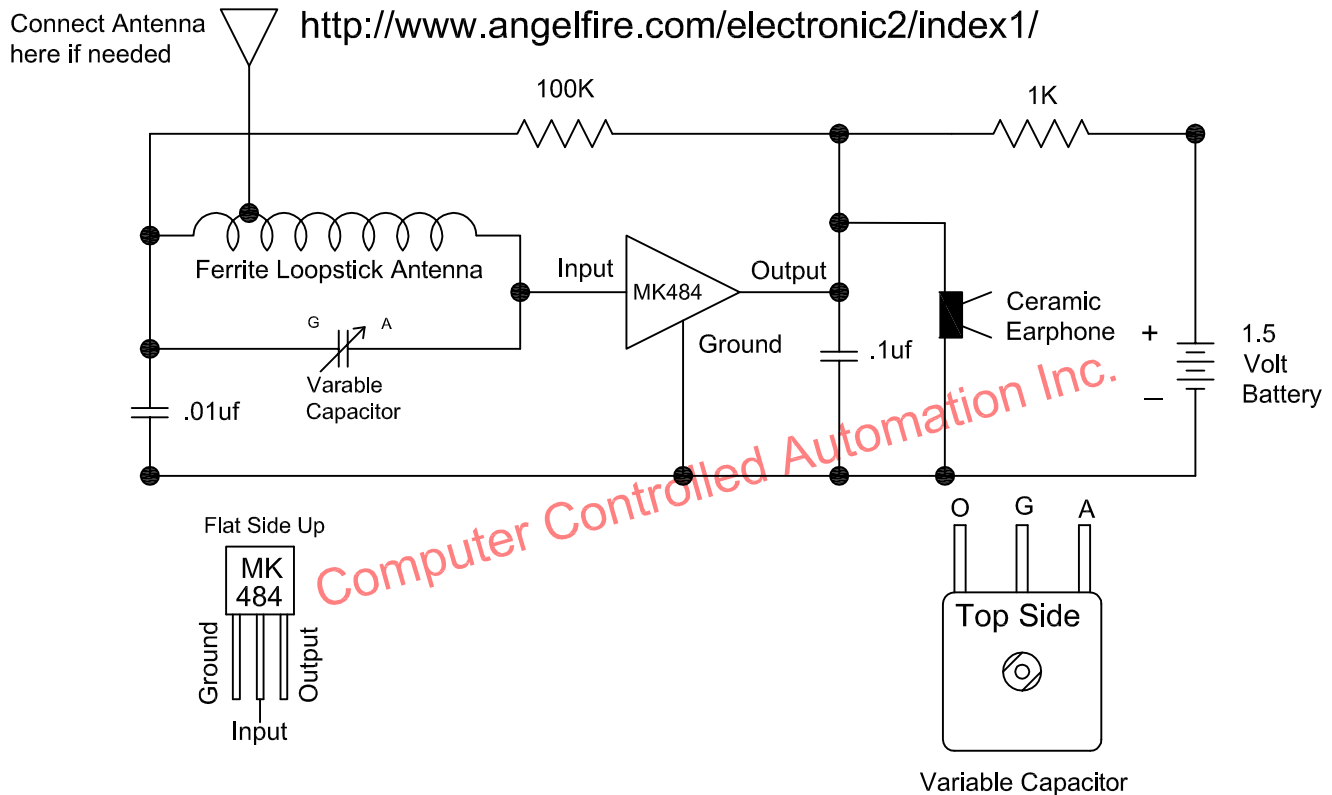 Connect Antenna
here if needed
http://www.angelfire.com/electronic2/index1/
100K
1K
Ferrite Loopstick Antenna
Input
MK484
Output
Ground
G
A
Varable
Capacitor
.01uf
.1uf
Ceramic
Earphone
+
–
1.5
Volt
Battery
Computer Controlled Automation Inc.
Flat Side Up
MK
484
Ground
Output
Input
O
G
A
Top Side
Variable Capacitor